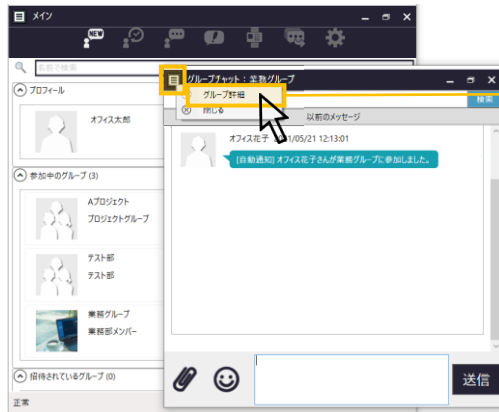 メイン
NEW
名前で検索
プロフィール
オフィス太郎
参加中のグループ (3)
Aプロジェクト
プロジェクトグループ
テスト部
テスト部
業務グループ
業務部メンバー
招待されているグループ (0)
正常
グループチャット : 業務グループ
グループ詳細
閉じる
検索
以前のメッセージ
オフィス花子 2021/05/21 12:13:01
[自動通知] オフィス花子さんが業務グループに参加しました。
送信